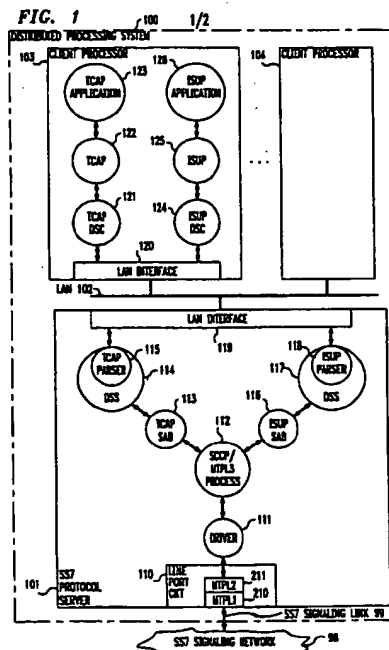 FIG. 1
1/2
100
DISTRIBUTED PROCESSING SYSTEM
103
CLIENT PROCESSOR
104
CLIENT PROCESSOR
123
TCAP
APPLICATION
126
ISUP
APPLICATION
122
TCAP
125
ISUP
...
121
TCAP
DSC
124
ISUP
DSC
120
LAN INTERFACE
LAN 102
LAN INTERFACE
119
115
TCAP
PARSER
114
DSS
118
ISUP
PARSER
117
DSS
113
TCAP
SAB
116
ISUP
SAB
112
SCCP/
MTPL3
PROCESS
DRIVER
111
110
LINE
PORT
CKT
MTPL2
211
MTPL1
210
101
SS7
PROTOCOL
SERVER
SS7 SIGNALING LINK 99
SS7 SIGNALING NETWORK
98